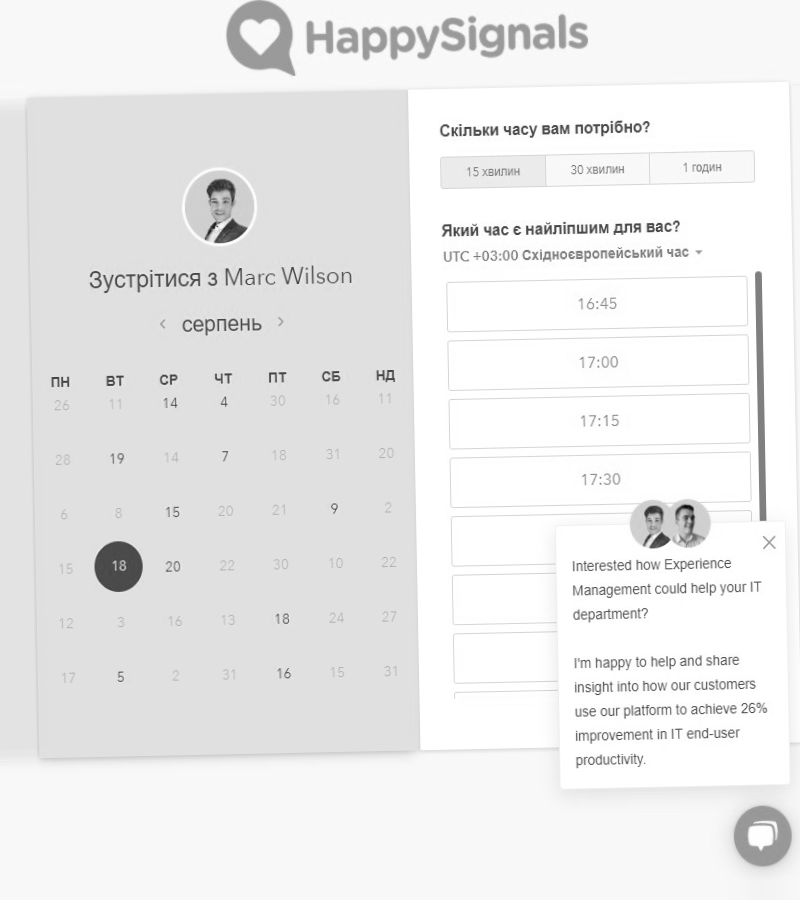 HappySignals
Зустрітися з Marc Wilson
серпень
ПН ВТ СР ЧТ ПТ СБ НД
26 11 14 4 30 16 11
28 19 14 7 18 31 20
6 8 15 20 21 9 2
15 18 20 22 30 10 22
12 3 16 13 18 24 27
17 5 2 31 16 15 31
Скільки часу вам потрібно?
15 хвилин 30 хвилин 1 годин
Який час є найліпшим для вас?
UTC +03:00 Східноєвропейський час
16:45
17:00
17:15
17:30
Interested how Experience
Management could help your IT
department?
I'm happy to help and share
insight into how our customers
use our platform to achieve 26%
improvement in IT end-user
productivity.